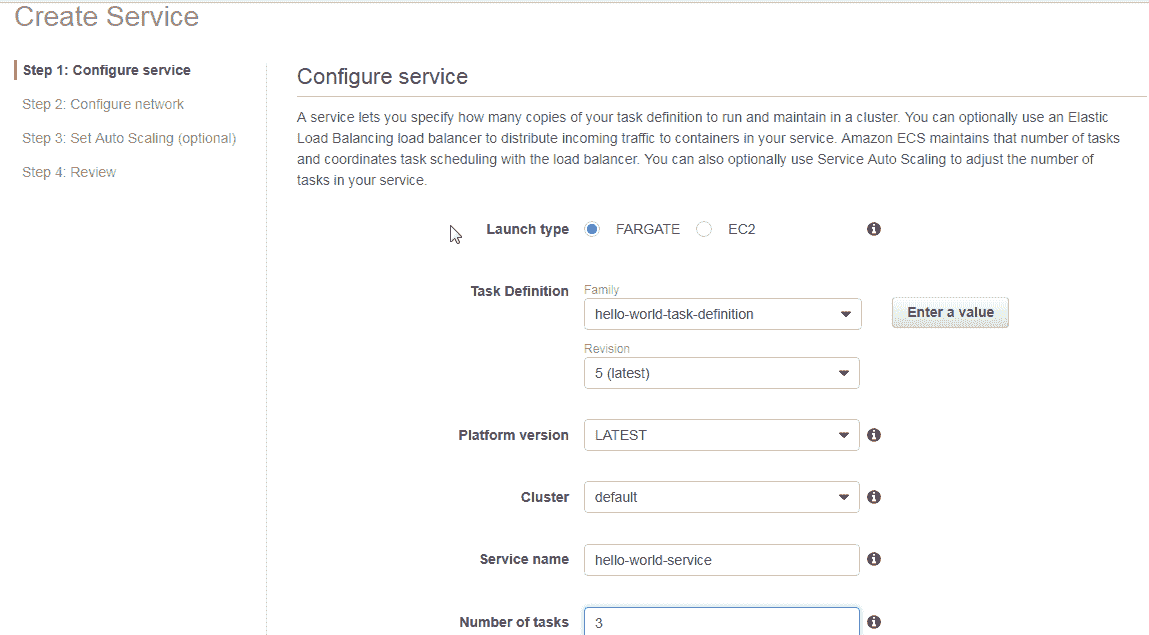 Create Service
Step 1: Configure service
Step 2: Configure network
Step 3: Set Auto Scaling (optional)
Step 4: Review
Configure service
A service lets you specify how many copies of your task definition to run and maintain in a cluster. You can optionally use an Elastic
Load Balancing load balancer to distribute incoming traffic to containers in your service. Amazon ECS maintains that number of tasks
and coordinates task scheduling with the load balancer. You can also optionally use Service Auto Scaling to adjust the number of
tasks in your service.
Launch type FARGATE EC2
Task Definition Family
hello-world-task-definition Enter a value
Revision
5 (latest)
Platform version LATEST
Cluster default
Service name hello-world-service
Number of tasks 3